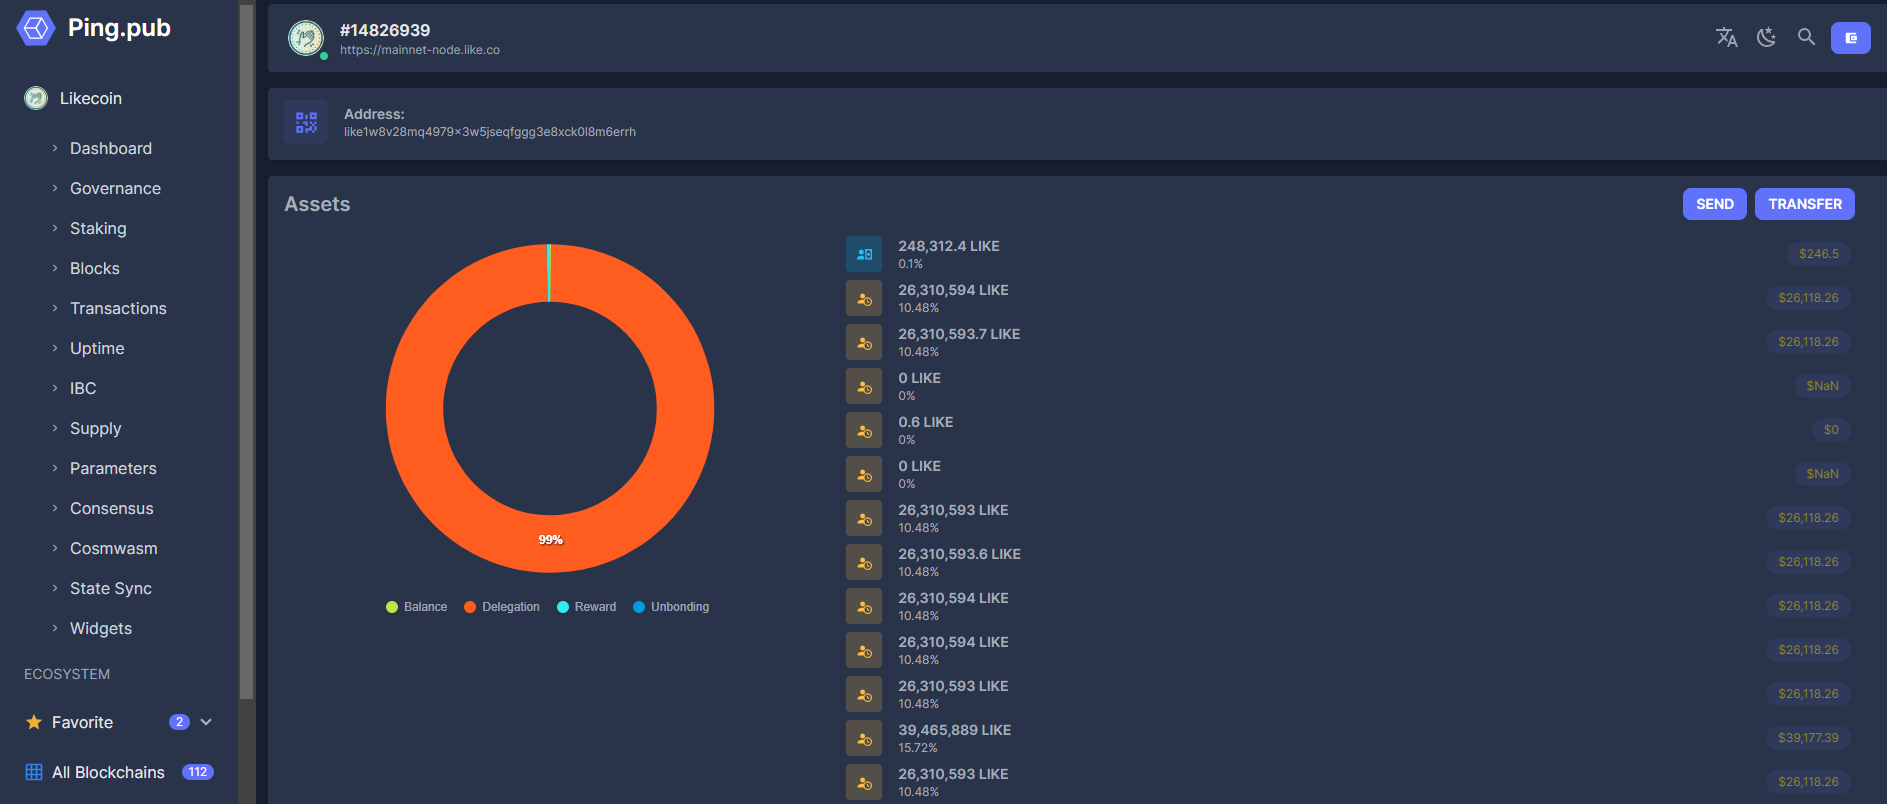 Ping.pub
Likecoin
Dashboard
Governance
Staking
Blocks
Transactions
Uptime
IBC
Supply
Parameters
Consensus
Cosmwasm
State Sync
Widgets
ECOSYSTEM
Favorite 2
All Blockchains 112
#14826939
https://mainnet-node.like.co
Address:
like1w8v28mq4979×3w5jseqfggg3e8xck0l8m6errh
Assets
SEND TRANSFER
99%
Balance Delegation Reward Unbonding
248,312.4 LIKE $246.5
0.1%
26,310,594 LIKE $26,118.26
10.48%
26,310,593.7 LIKE $26,118.26
10.48%
0 LIKE $NaN
0%
0.6 LIKE $0
0%
0 LIKE $NaN
0%
26,310,593 LIKE $26,118.26
10.48%
26,310,593.6 LIKE $26,118.26
10.48%
26,310,594 LIKE $26,118.26
10.48%
26,310,594 LIKE $26,118.26
10.48%
26,310,593 LIKE $26,118.26
10.48%
39,465,889 LIKE $39,177.39
15.72%
26,310,593 LIKE $26,118.26
10.48%